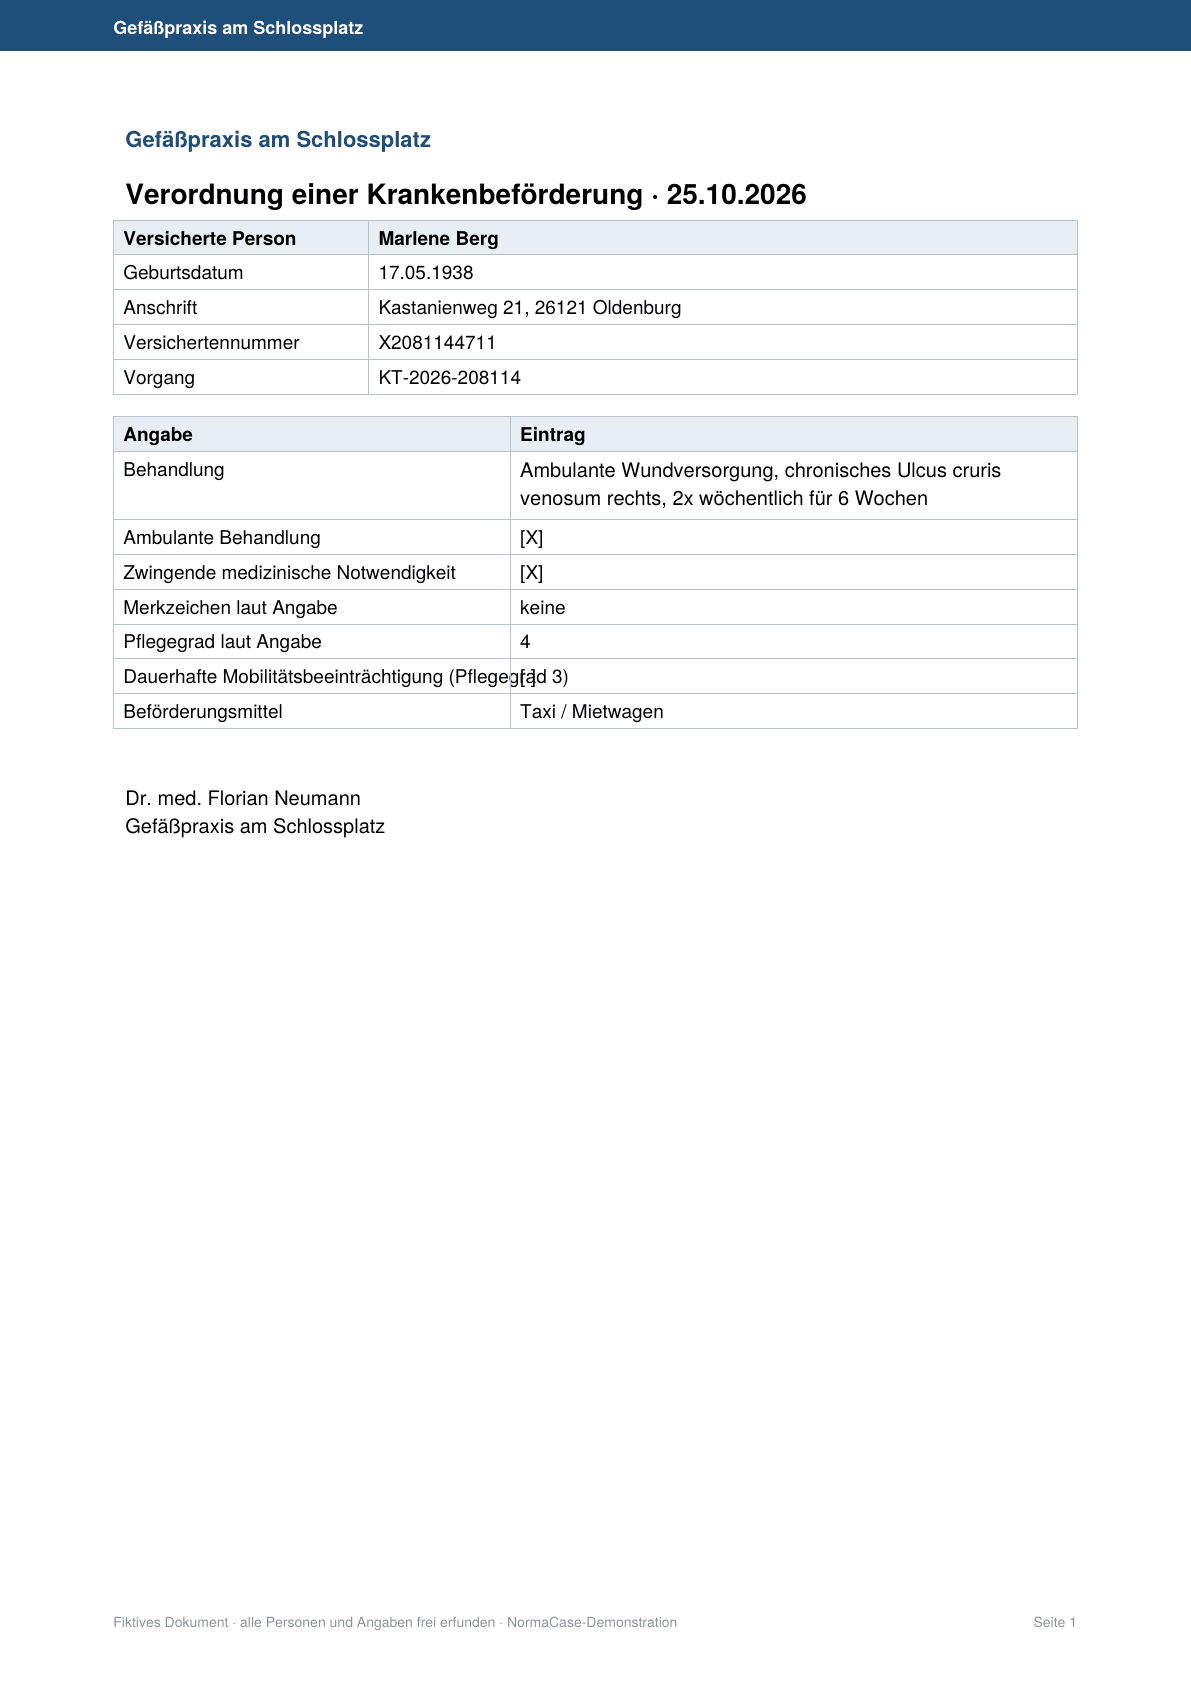 Gefäßpraxis am Schlossplatz
Gefäßpraxis am Schlossplatz
Verordnung einer Krankenbeförderung · 25.10.2026
Versicherte Person Marlene Berg
Geburtsdatum 17.05.1938
Anschrift Kastanienweg 21, 26121 Oldenburg
Versichertennummer X2081144711
Vorgang KT-2026-208114
Angabe Eintrag
Behandlung Ambulante Wundversorgung, chronisches Ulcus cruris
venosum rechts, 2x wöchentlich für 6 Wochen
Ambulante Behandlung [X]
Zwingende medizinische Notwendigkeit [X]
Merkzeichen laut Angabe keine
Pflegegrad laut Angabe 4
Dauerhafte Mobilitätsbeeinträchtigung (Pflegegrad 3) [ ]
Beförderungsmittel Taxi / Mietwagen
Dr. med. Florian Neumann
Gefäßpraxis am Schlossplatz
Fiktives Dokument · alle Personen und Angaben frei erfunden · NormaCase-Demonstration Seite 1